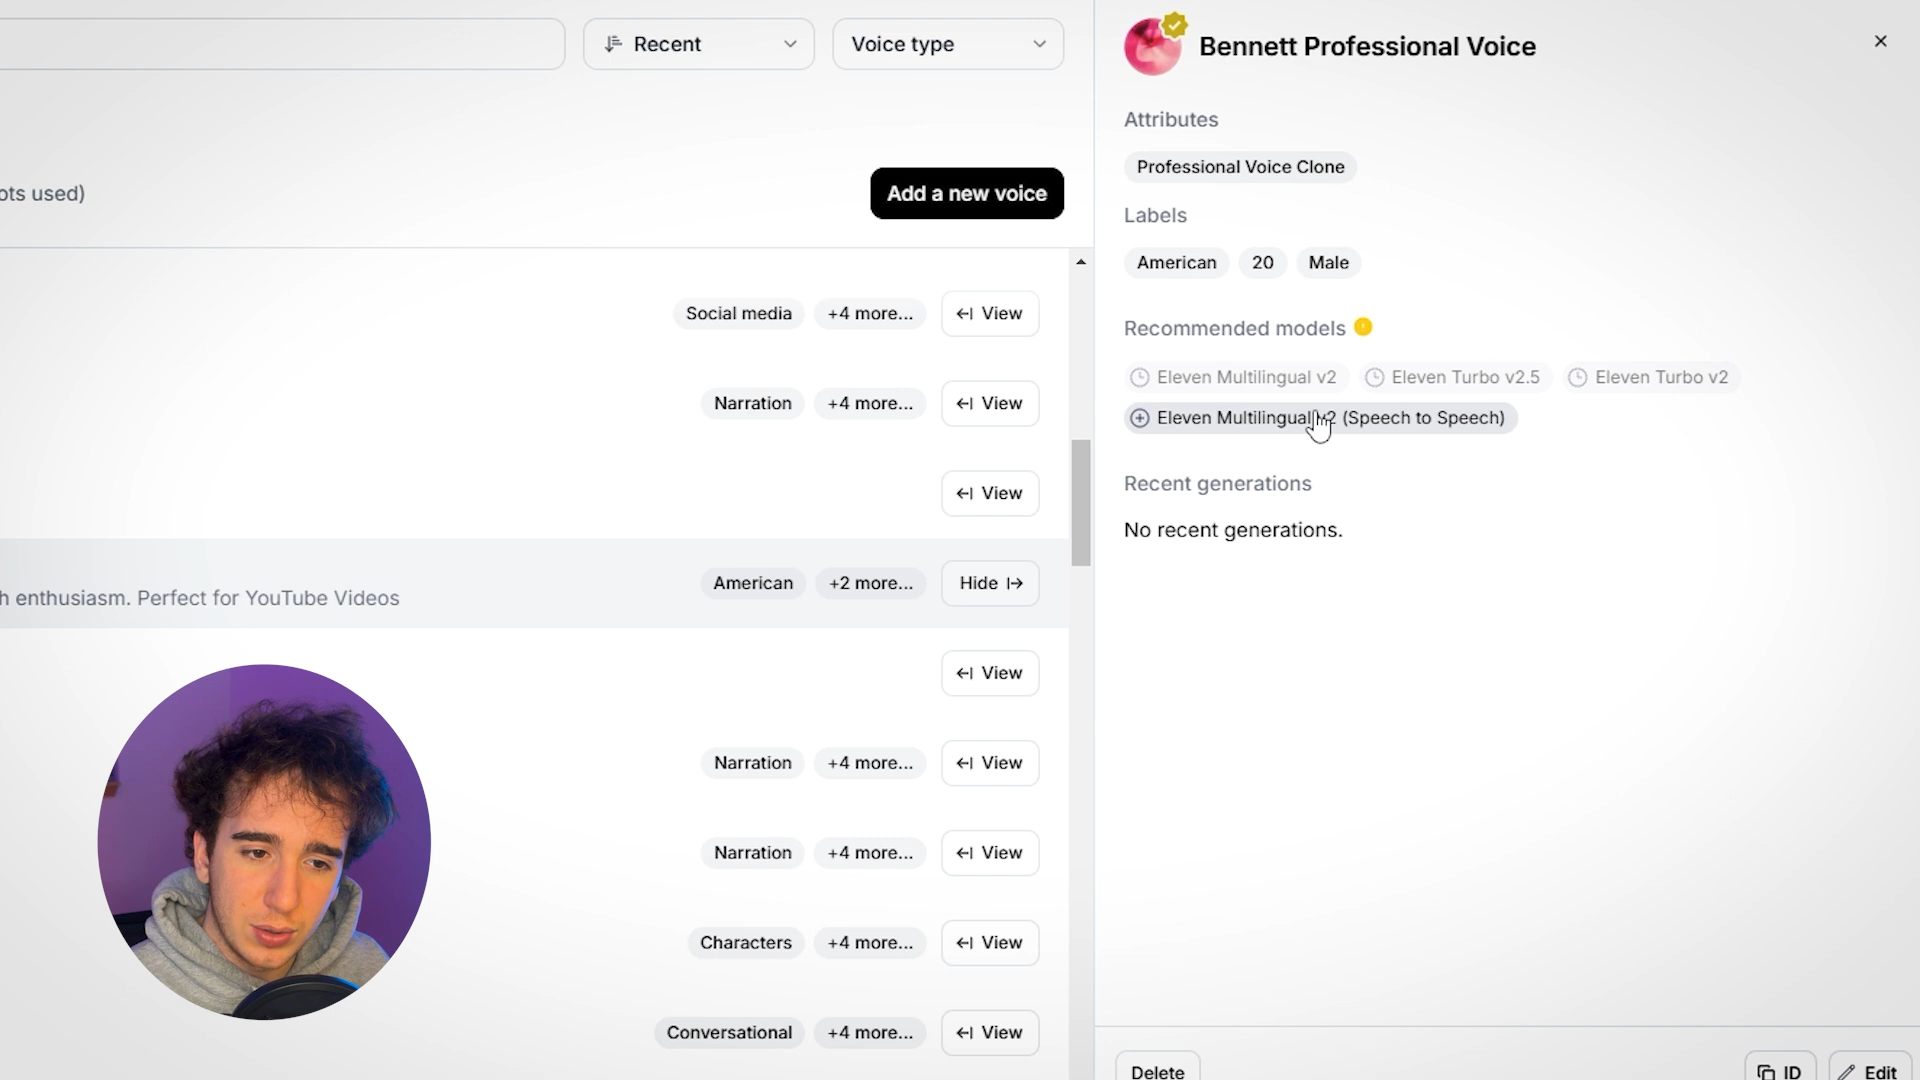 Recent
Voice type
ots used)
Add a new voice
Social media
+4 more...
View
Narration
+4 more...
View
View
h enthusiasm. Perfect for YouTube Videos
American
+2 more...
Hide
View
Narration
+4 more...
View
Narration
+4 more...
View
Characters
+4 more...
View
Conversational
+4 more...
View
Bennett Professional Voice
Attributes
Professional Voice Clone
Labels
American
20
Male
Recommended models
Eleven Multilingual v2
Eleven Turbo v2.5
Eleven Turbo v2
Eleven Multilingual v2 (Speech to Speech)
Recent generations
No recent generations.
Delete
ID
Edit